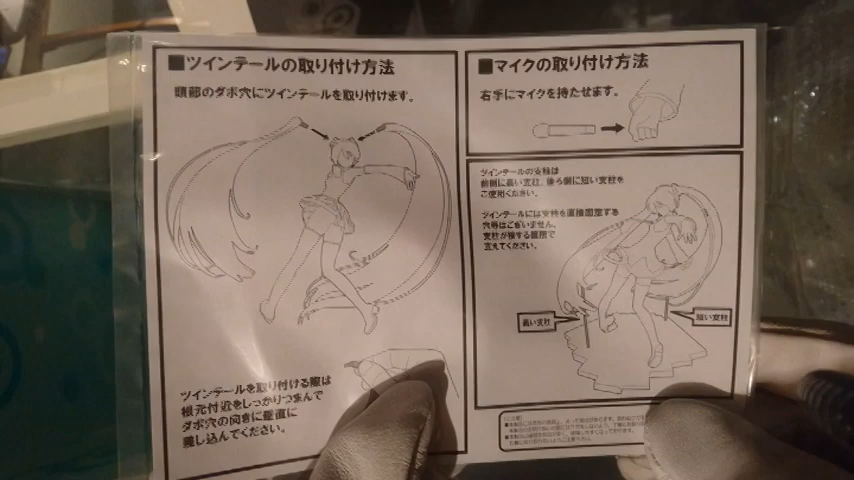 ■ツインテールの取り付け方法
頭部のダボ穴にツインテールを取り付けます。
ツインテールを取り付ける際は
根元付近をしっかりつまんで
ダボ穴の向きに垂直に
差し込んでください。
■マイクの取り付け方法
右手にマイクを持たせます。
ツインテールの支柱は
前側に長い支柱、後ろ側に短い支柱を
ご使用ください。
ツインテールには支柱を直接固定する
穴等はございません。
支柱が接する箇所で
支えてください。
長い支柱
短い支柱